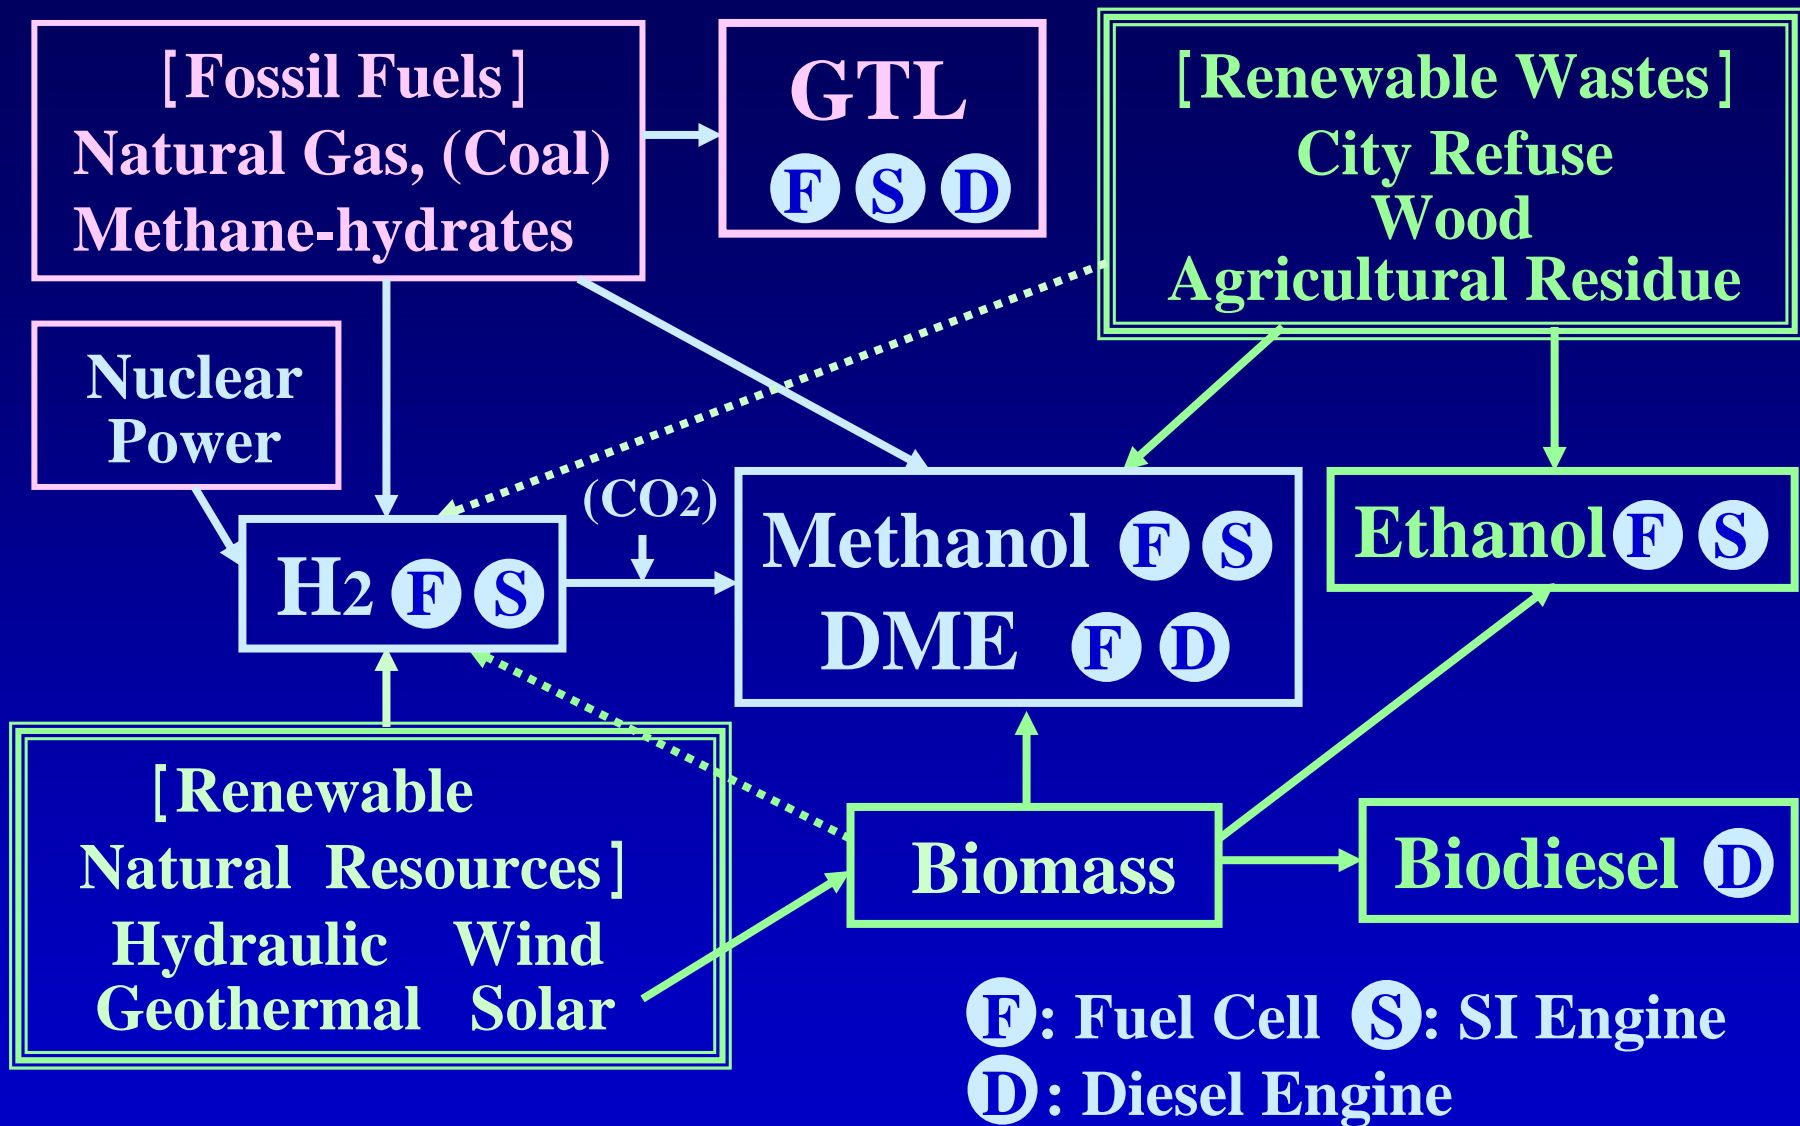 [Fossil Fuels]
Natural Gas, (Coal)
Methane-hydrates
GTL
F S D
[Renewable Wastes]
City Refuse
Wood
Agricultural Residue
Nuclear
Power
(CO2)
H2 F S
Methanol F S
DME F D
Ethanol F S
[Renewable
Natural Resources]
Hydraulic Wind
Geothermal Solar
Biomass
Biodiesel D
F: Fuel Cell S: SI Engine
D: Diesel Engine